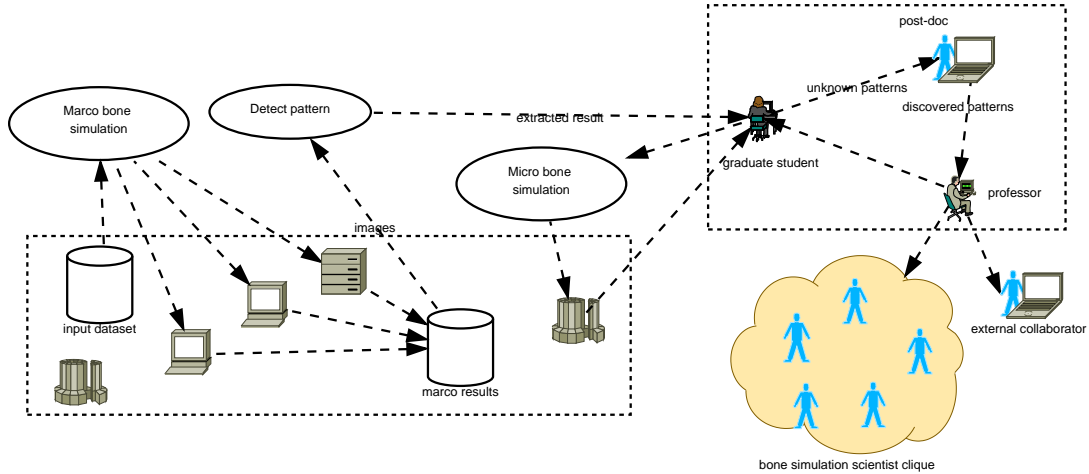 post-doc
Marco bone
simulation
Detect pattern
unknown patterns
discovered patterns
extracted result
graduate student
Micro bone
simulation
professor
images
input dataset
external collaborator
marco results
bone simulation scientist clique